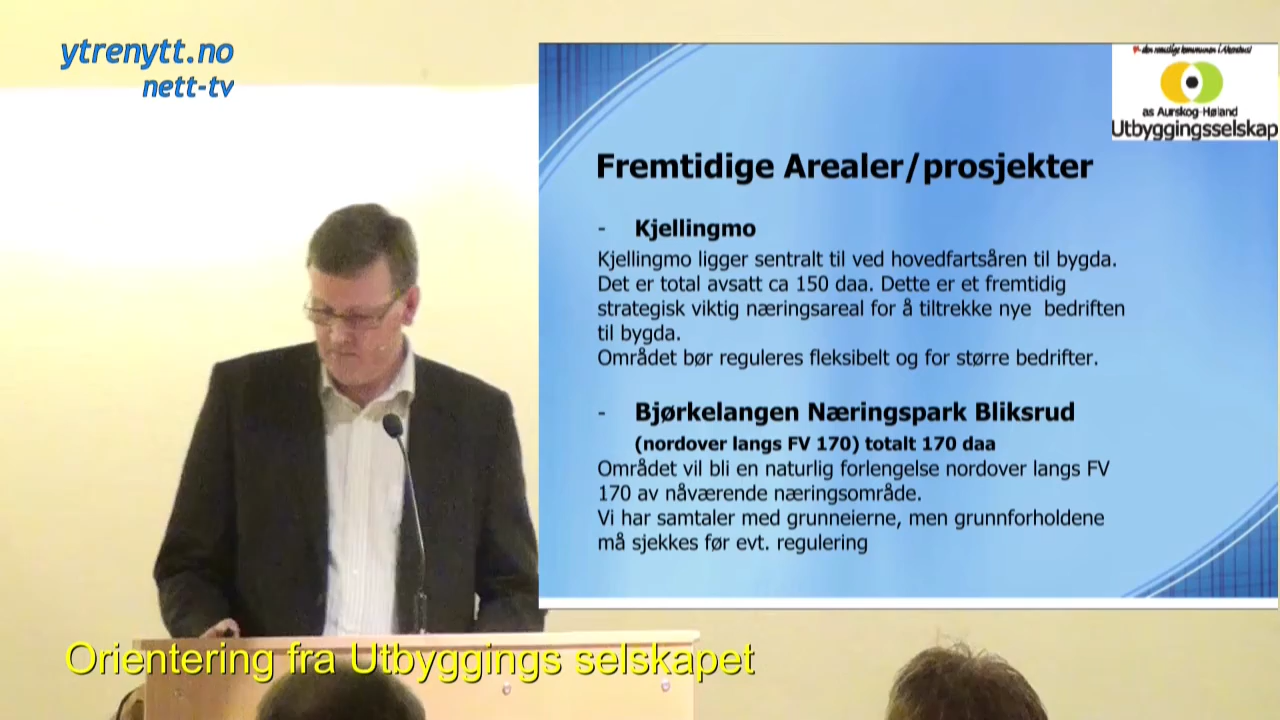 ytrenytt.no
nett-tv
den naturlige kommunen i Akershus!
as Aurskog-Høland
Utbyggingsselskap
Fremtidige Arealer/prosjekter
- Kjellingmo
Kjellingmo ligger sentralt til ved hovedfartsåren til bygda.
Det er total avsatt ca 150 daa. Dette er et fremtidig
strategisk viktig næringsareal for å tiltrekke nye bedriften
til bygda.
Området bør reguleres fleksibelt og for større bedrifter.
- Bjørkelangen Næringspark Bliksrud
(nordover langs FV 170) totalt 170 daa
Området vil bli en naturlig forlengelse nordover langs FV
170 av nåværende næringsområde.
Vi har samtaler med grunneierne, men grunnforholdene
må sjekkes før evt. regulering
Orientering fra Utbyggings selskapet